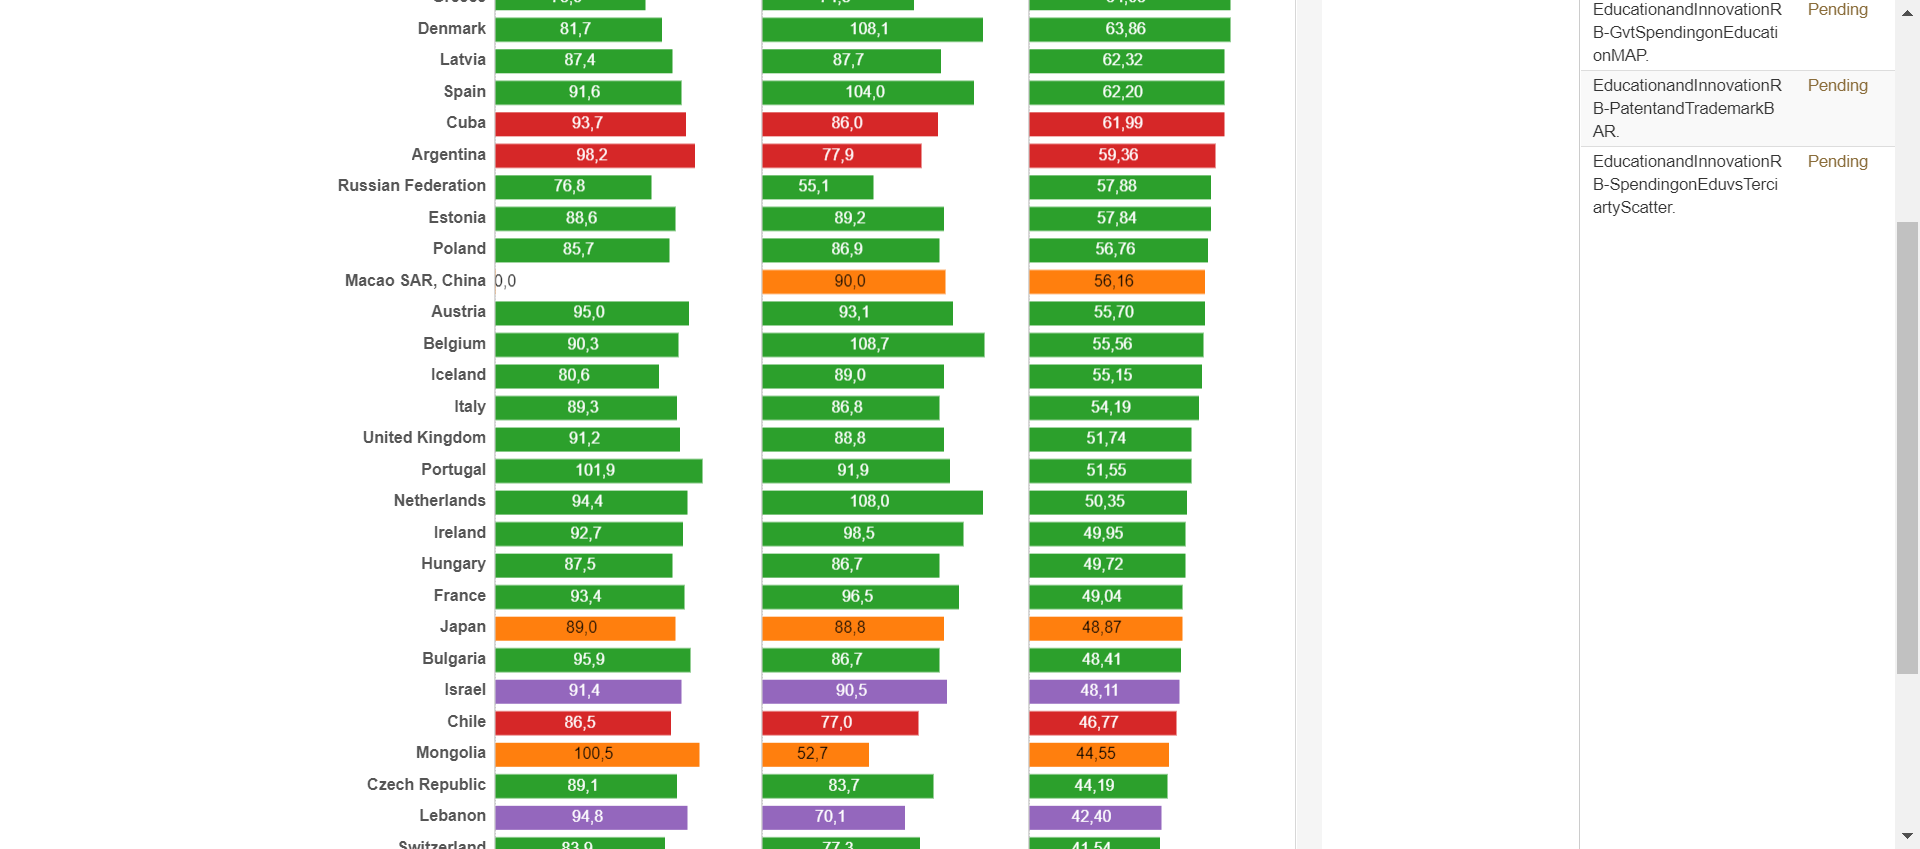 Denmark 81,7 108,1 63,86
Latvia 87,4 87,7 62,32
Spain 91,6 104,0 62,20
Cuba 93,7 86,0 61,99
Argentina 98,2 77,9 59,36
Russian Federation 76,8 55,1 57,88
Estonia 88,6 89,2 57,84
Poland 85,7 86,9 56,76
Macao SAR, China 0,0 90,0 56,16
Austria 95,0 93,1 55,70
Belgium 90,3 108,7 55,56
Iceland 80,6 89,0 55,15
Italy 89,3 86,8 54,19
United Kingdom 91,2 88,8 51,74
Portugal 101,9 91,9 51,55
Netherlands 94,4 108,0 50,35
Ireland 92,7 98,5 49,95
Hungary 87,5 86,7 49,72
France 93,4 96,5 49,04
Japan 89,0 88,8 48,87
Bulgaria 95,9 86,7 48,41
Israel 91,4 90,5 48,11
Chile 86,5 77,0 46,77
Mongolia 100,5 52,7 44,55
Czech Republic 89,1 83,7 44,19
Lebanon 94,8 70,1 42,40
Switzerland 83,9 77,3 41,54
EducationandInnovationR Pending
B-GvtSpendingonEducati
onMAP.
EducationandInnovationR Pending
B-PatentandTrademarkB
AR.
EducationandInnovationR Pending
B-SpendingonEduvsTerci
artyScatter.